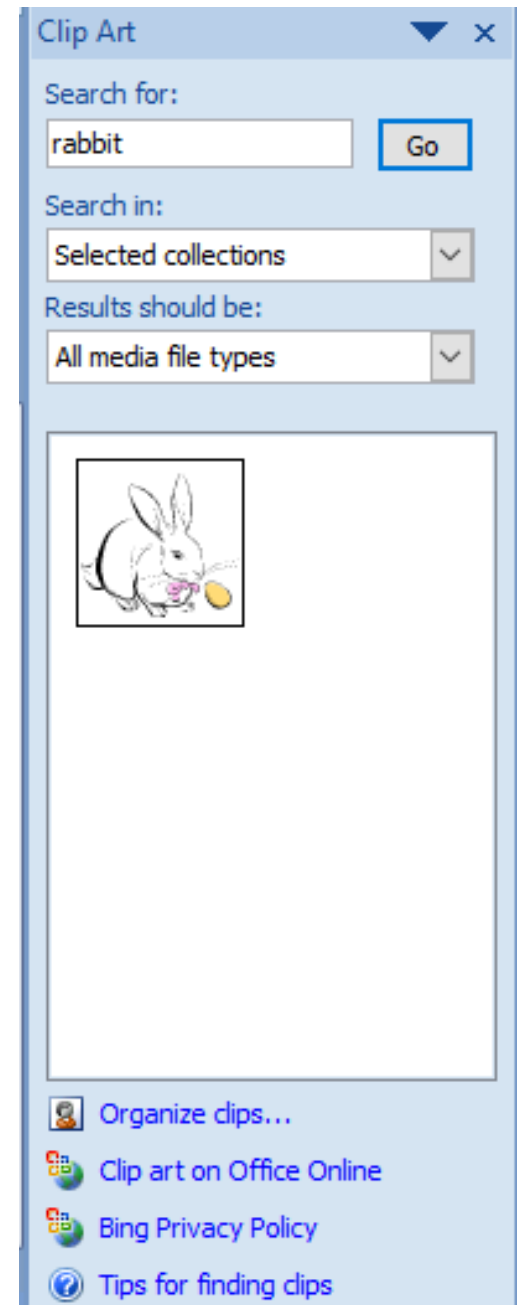 Clip Art
Search for:
rabbit Go
Search in:
Selected collections
Results should be:
All media file types
Organize clips...
Clip art on Office Online
Bing Privacy Policy
Tips for finding clips